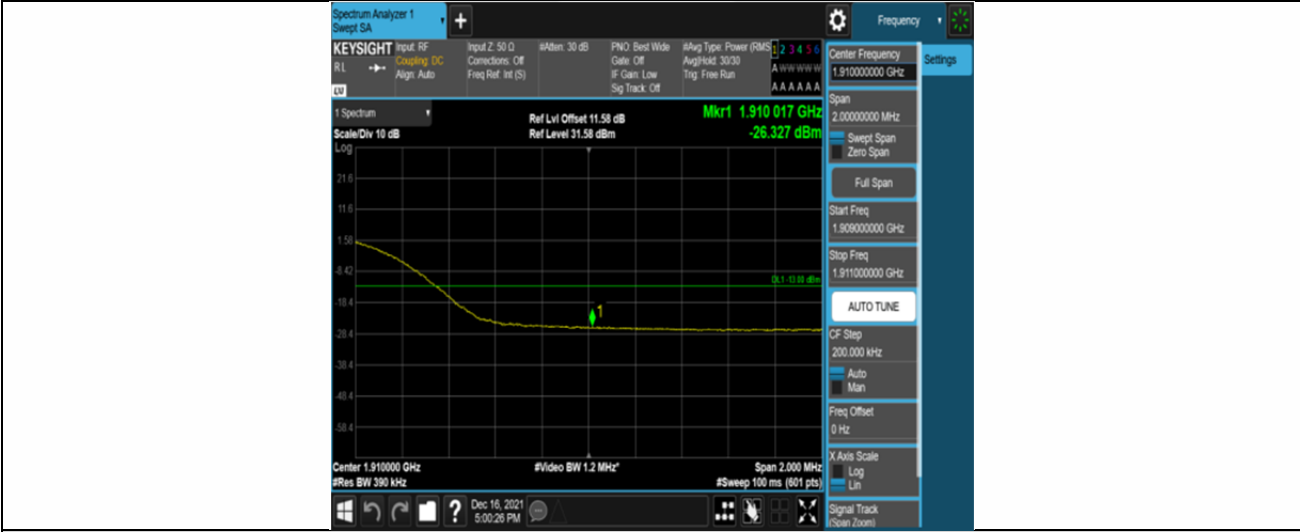 Spectrum Analyzer 1
Swept SA
+
Frequency
KEYSIGHT
RL
Input: RF
Coupling: DC
Align: Auto
Input Z: 50 Ω
Corrections: Off
Freq Ref: Int (S)
#Atten: 30 dB
PNO: Best Wide
Gate: Off
IF Gain: Low
Sig Track: Off
#Avg Type: Power (RMS
Avg|Hold: 30/30
Trig: Free Run
1 2 3 4 5 6
A W W W W W
A A A A A A
1 Spectrum
Scale/Div 10 dB
Log
Ref Lvl Offset 11.58 dB
Ref Level 31.58 dBm
Mkr1 1.910 017 GHz
-26.327 dBm
21.6
11.6
1.58
-8.42
-18.4
-28.4
-38.4
-48.4
-58.4
DL1 -13.00 dBm
1
Center 1.910000 GHz
#Res BW 390 kHz
#Video BW 1.2 MHz*
Span 2.000 MHz
#Sweep 100 ms (601 pts)
Center Frequency
1.910000000 GHz
Settings
Span
2.00000000 MHz
Swept Span
Zero Span
Full Span
Start Freq
1.909000000 GHz
Stop Freq
1.911000000 GHz
AUTO TUNE
CF Step
200.000 kHz
Auto
Man
Freq Offset
0 Hz
X Axis Scale
Log
Lin
Signal Track
(Span Zoom)
?
Dec 16, 2021
5:00:26 PM